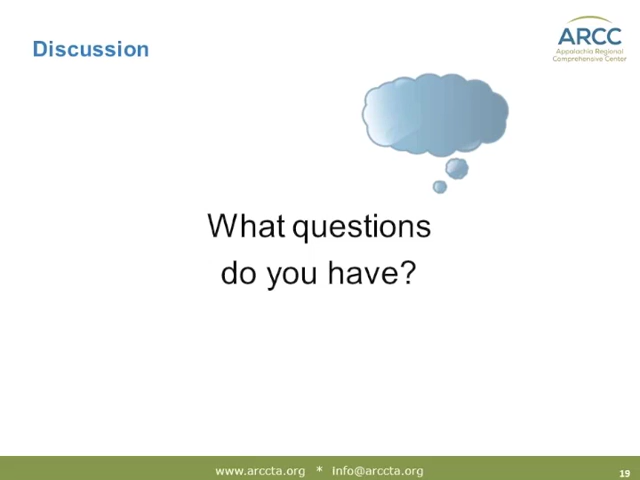 Discussion
ARCC
Appalachia Regional
Comprehensive Center
What questions
do you have?
www.arccta.org * Info@arccta.org
19